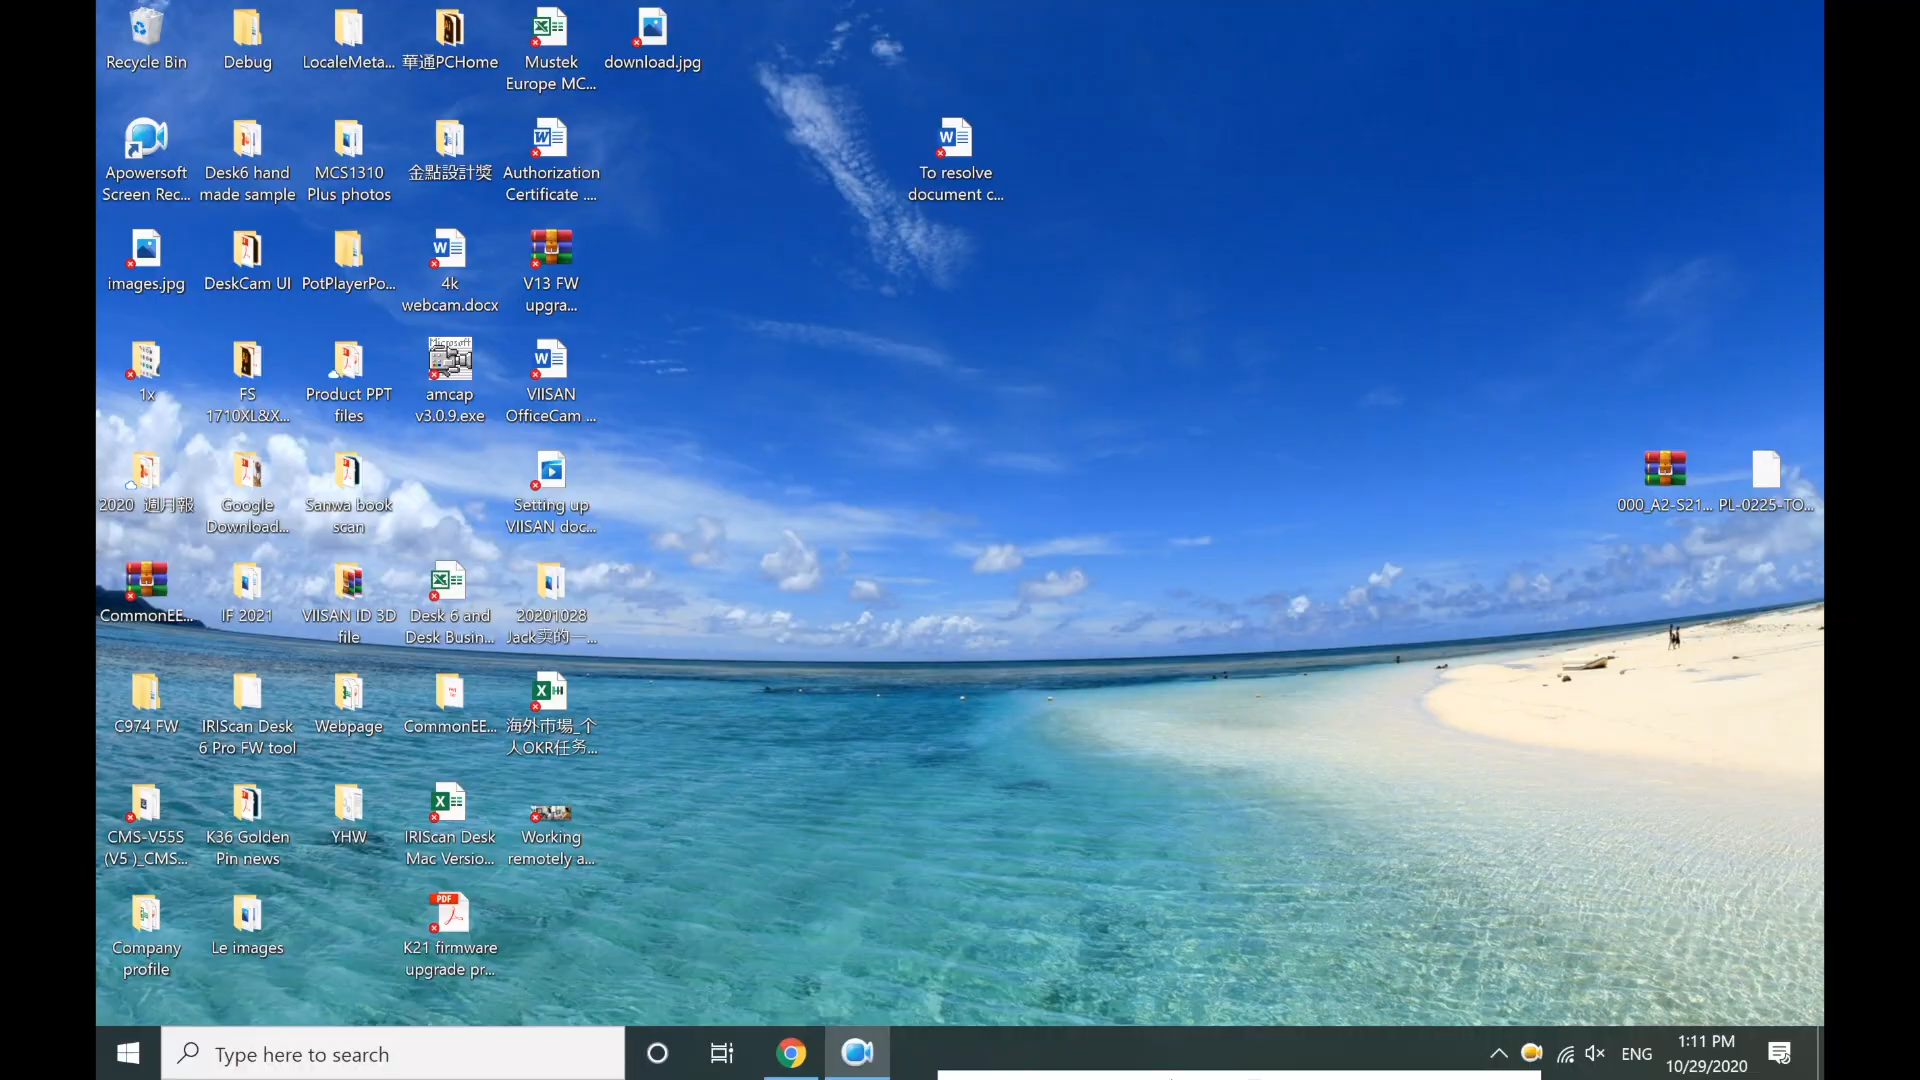 Recycle Bin
Debug
LocaleMeta...
華通PCHome
Mustek
Europe MC...
download.jpg
Apowersoft
Screen Rec...
Desk6 hand
made sample
MCS1310
Plus photos
金點設計獎
Authorization
Certificate ....
To resolve
document c...
images.jpg
DeskCam UI
PotPlayerPo...
4k
webcam.docx
V13 FW
upgra...
1x
FS
1710XL&X...
Product PPT
files
Microsoft
amcap
v3.0.9.exe
VIISAN
OfficeCam ...
2020 週月報
Google
Download...
Sanwa book
scan
Setting up
VIISAN doc...
000_A2-S21...
PL-0225-TO...
CommonEE...
IF 2021
VIISAN ID 3D
file
Desk 6 and
Desk Busin...
20201028
Jack卖的一...
C974 FW
IRIScan Desk
6 Pro FW tool
Webpage
CommonEE...
海外市場_个
人OKR任务...
CMS-V55S
(V5 )_CMS...
K36 Golden
Pin news
YHW
IRIScan Desk
Mac Versio...
Working
remotely a...
Company
profile
Le images
PDF
K21 firmware
upgrade pr...
Type here to search
ENG
1:11 PM
10/29/2020